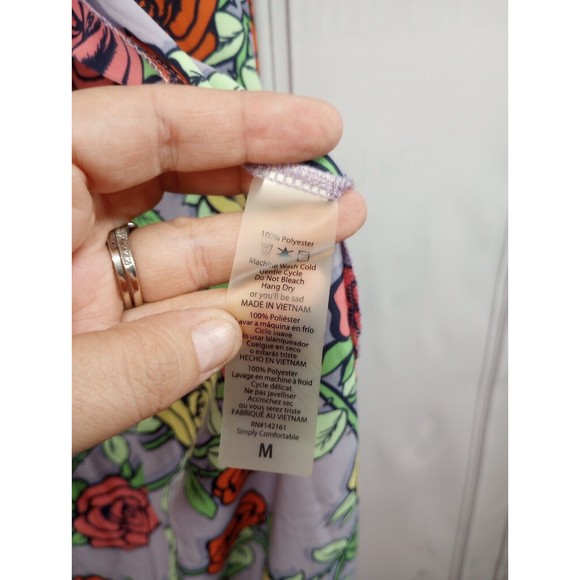 100% Polyester
Machine Wash Cold
Gentle Cycle
Do Not Bleach
Hang Dry
or you'll be sad
MADE IN VIETNAM
100% Poliéster
avar a máquina en frío
Ciclo suave
o usar blanqueador
Cuelgue en seco
o estarás triste
HECHO EN VIETNAM
100% Polyester
Lavage en machine à froid
Cycle délicat
Ne pas javelliser
Accrochez sec
ou vous serez triste
FABRIQUÉ AU VIETNAM
RN#142161
Simply Comfortable
M